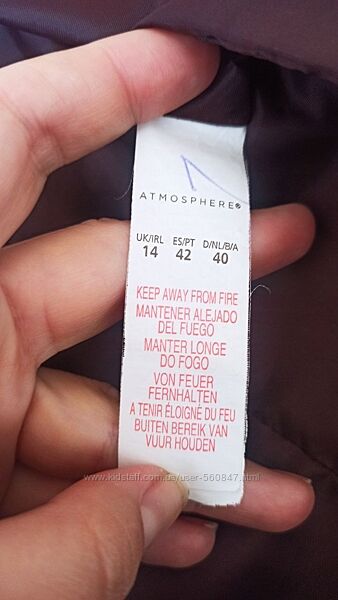 ATMOSPHERE®
UK/IRL ES/PT D/NL/B/A
14 42 40
KEEP AWAY FROM FIRE
MANTENER ALEJADO
DEL FUEGO
MANTER LONGE
DO FOGO
VON FEUER
FERNHALTEN
A TENIR ÉLOIGNÉ DU FEU
BUITEN BEREIK VAN
VUUR HOUDEN
www.kidstaff.com.ua/user-560847.html